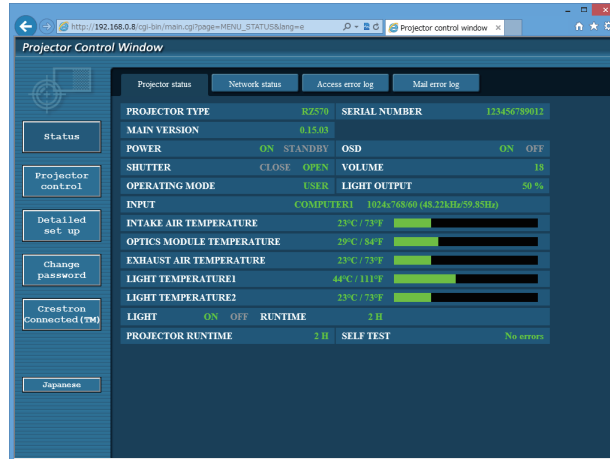 http://192.168.0.8/cgi-bin/main.cgi?page=MENU_STATUS&lang=e
Projector control window
Projector Control Window
Projector status Network status Access error log Mail error log
Status
Projector control
Detailed set up
Change password
Crestron Connected(TM)
Japanese
PROJECTOR TYPE RZ570 SERIAL NUMBER 123456789012
MAIN VERSION 0.15.03
POWER ON STANDBY OSD ON OFF
SHUTTER CLOSE OPEN VOLUME 18
OPERATING MODE USER LIGHT OUTPUT 50 %
INPUT COMPUTER1 1024x768/60 (48.22kHz/59.85Hz)
INTAKE AIR TEMPERATURE 23°C / 73°F
OPTICS MODULE TEMPERATURE 29°C / 84°F
EXHAUST AIR TEMPERATURE 23°C / 73°F
LIGHT TEMPERATURE1 44°C / 111°F
LIGHT TEMPERATURE2 23°C / 73°F
LIGHT ON OFF RUNTIME 2 H
PROJECTOR RUNTIME 2 H SELF TEST No errors